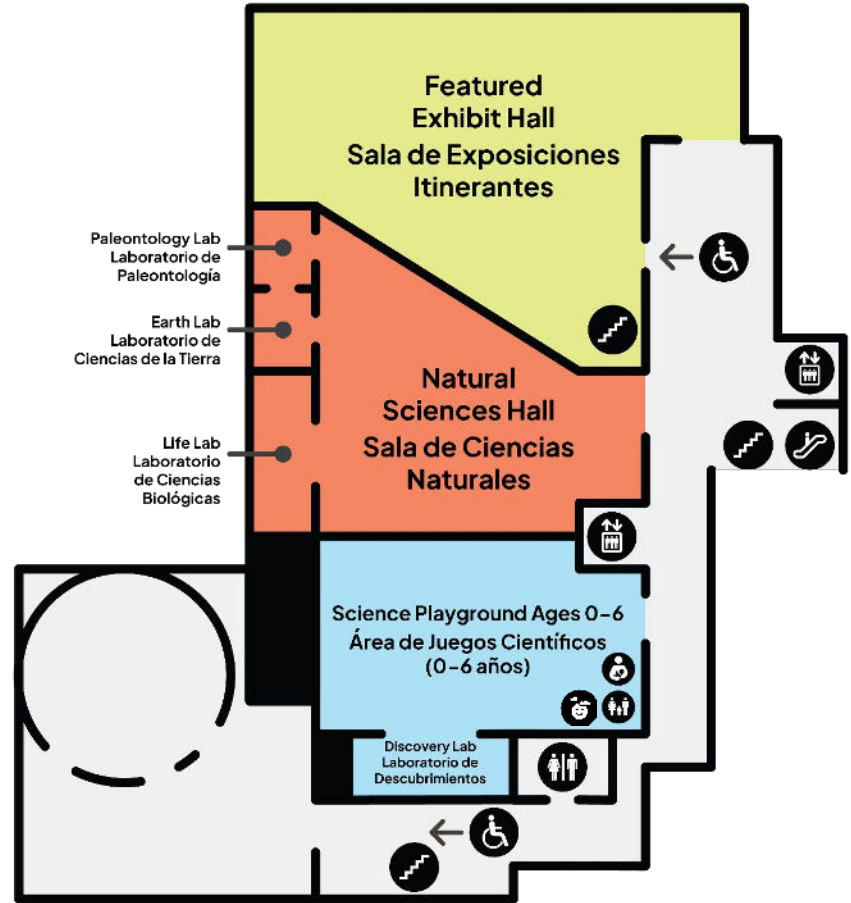 Featured
Exhibit Hall
Sala de Exposiciones
Itinerantes
Paleontology Lab
Laboratorio de
Paleontología
Earth Lab
Laboratorio de
Ciencias de la Tierra
Natural
Sciences Hall
Sala de Ciencias
Naturales
Life Lab
Laboratorio
de Ciencias
Biológicas
Science Playground Ages 0–6
Área de Juegos Científicos
(0–6 años)
Discovery Lab
Laboratorio de
Descubrimientos